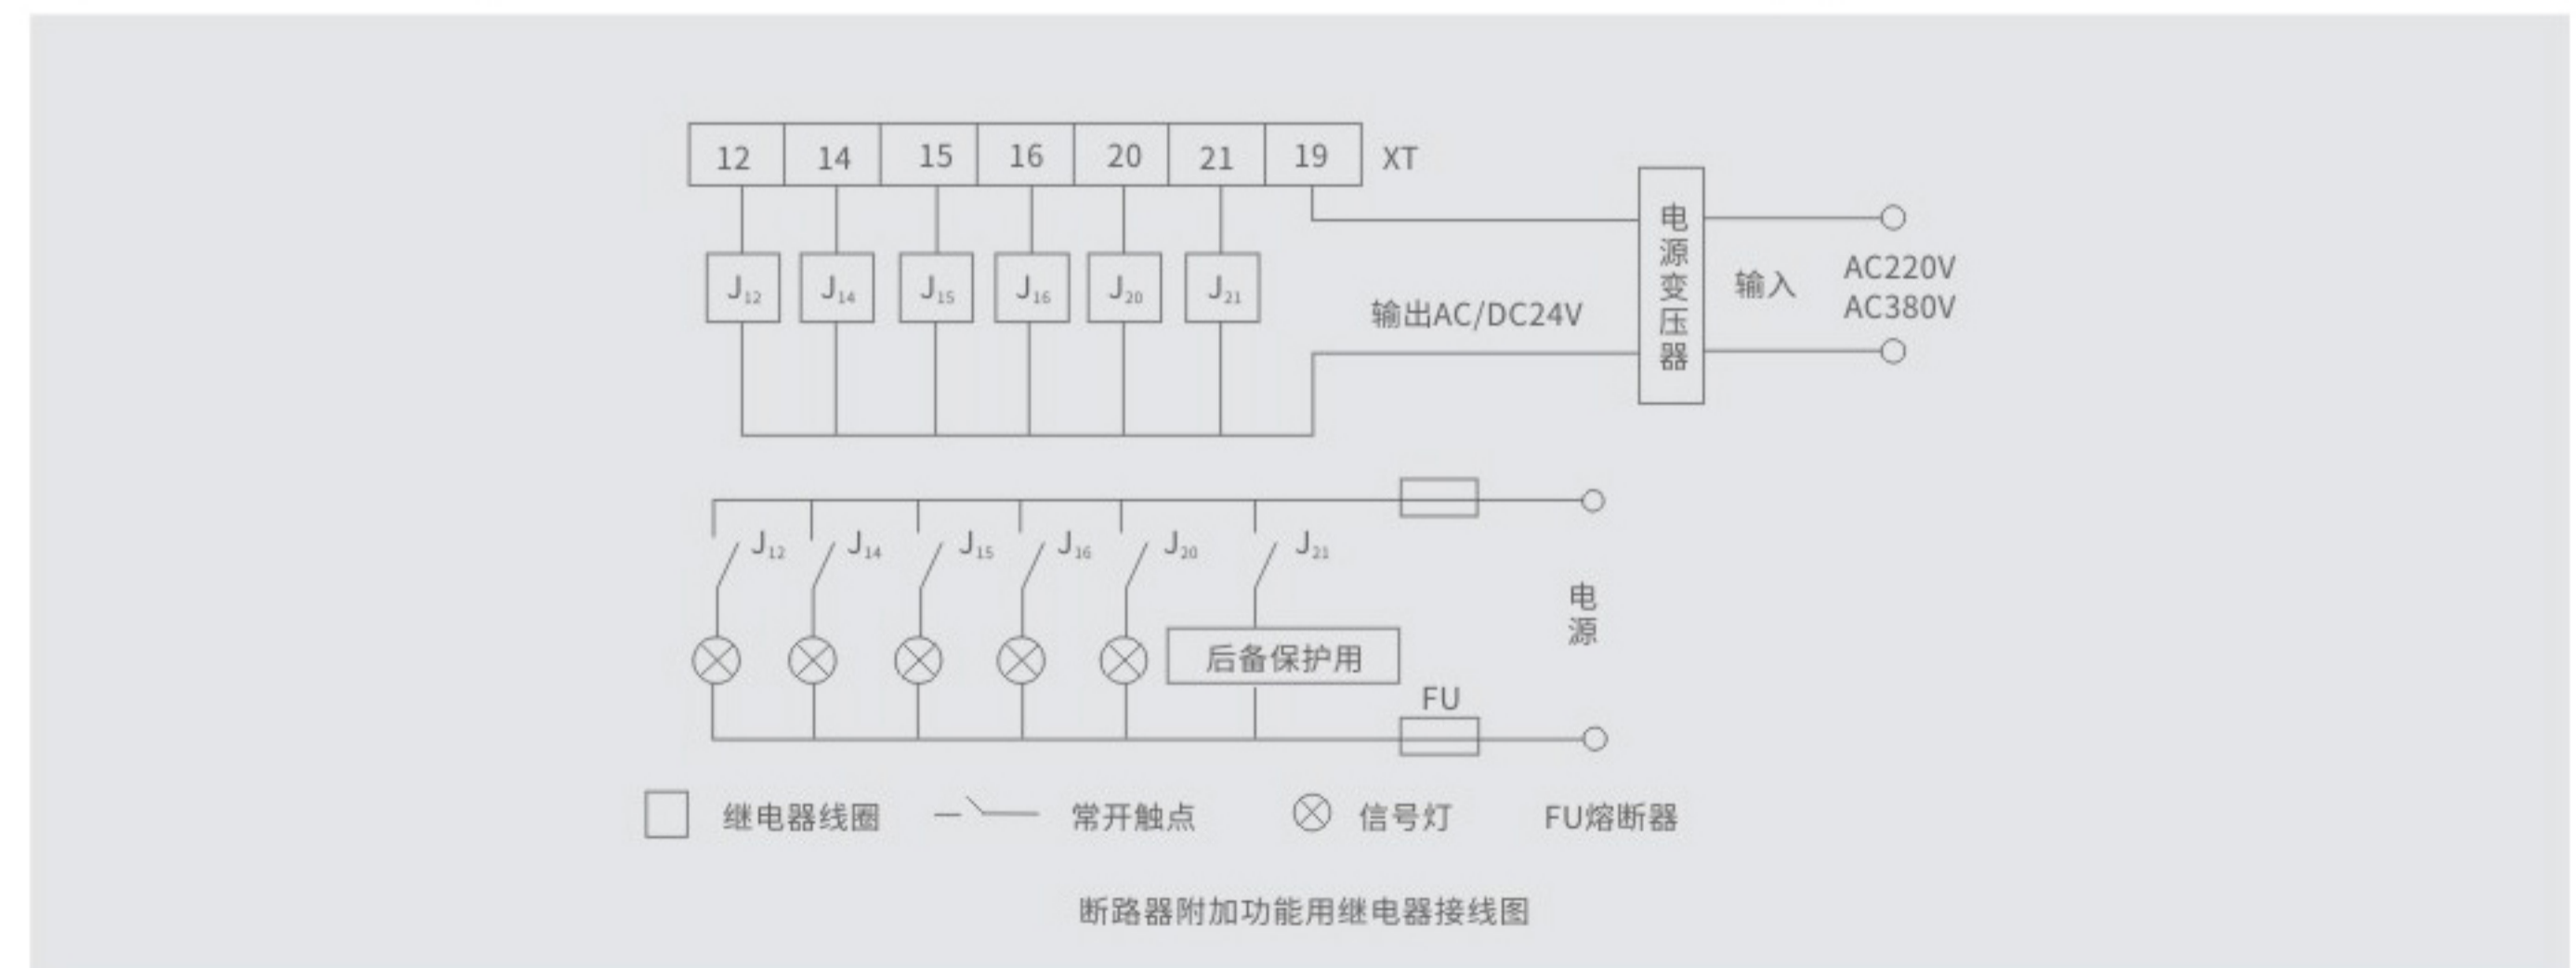 12 14 15 16 20 21 19 XT
J12 J14 J15 J16 J20 J21
输出AC/DC24V
电源变压器
输入
AC220V
AC380V
J12 J14 J15 J16 J20 J21
后备保护用
电源
FU
继电器线圈 常开触点 信号灯 FU熔断器
断路器附加功能用继电器接线图